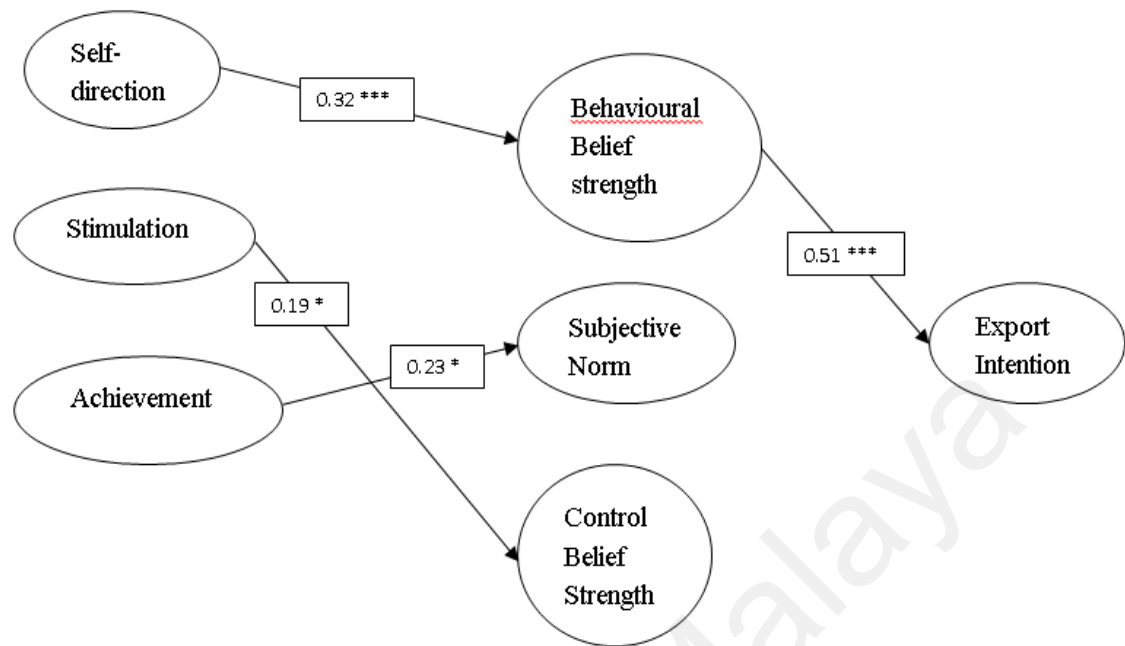 Self-
direction
0.32 ***
Behavioural
Belief
strength
Stimulation
0.51 ***
0.19 *
Subjective
Norm
Export
Intention
0.23 *
Achievement
Control
Belief
Strength
Malaya